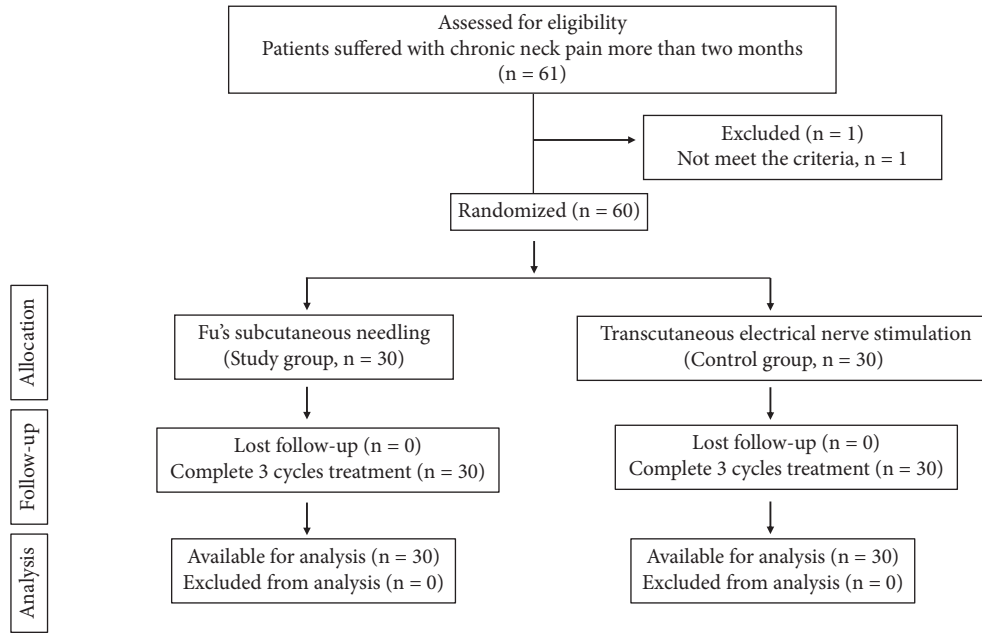 Assessed for eligibility
Patients suffered with chronic neck pain more than two months
(n = 61)
Excluded (n = 1)
Not meet the criteria, n = 1
Randomized (n = 60)
Allocation
Fu's subcutaneous needling
(Study group, n = 30)
Transcutaneous electrical nerve stimulation
(Control group, n = 30)
Follow-up
Lost follow-up (n = 0)
Complete 3 cycles treatment (n = 30)
Lost follow-up (n = 0)
Complete 3 cycles treatment (n = 30)
Analysis
Available for analysis (n = 30)
Excluded from analysis (n = 0)
Available for analysis (n = 30)
Excluded from analysis (n = 0)